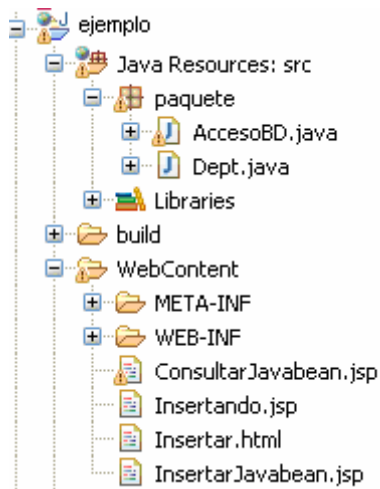 ejemplo
Java Resources: src
paquete
AccesoBD.java
Dept.java
Libraries
build
WebContent
META-INF
WEB-INF
ConsultarJavabean.jsp
Insertando.jsp
Insertar.html
InsertarJavabean.jsp